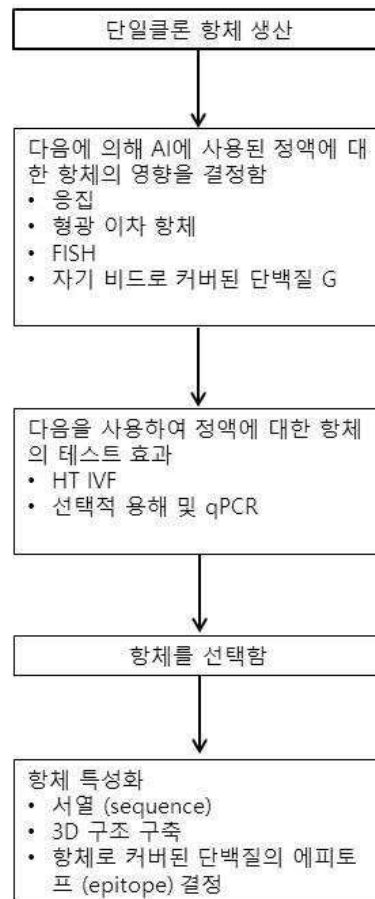 단일클론 항체 생산
다음에 의해 AI에 사용된 정액에 대
한 항체의 영향을 결정함
• 응집
• 형광 이차 항체
• FISH
• 자기 비드로 커버된 단백질 G
다음을 사용하여 정액에 대한 항체
의 테스트 효과
• HT IVF
• 선택적 용해 및 qPCR
항체를 선택함
항체 특성화
• 서열 (sequence)
• 3D 구조 구축
• 항체로 커버된 단백질의 에피토
프 (epitope) 결정